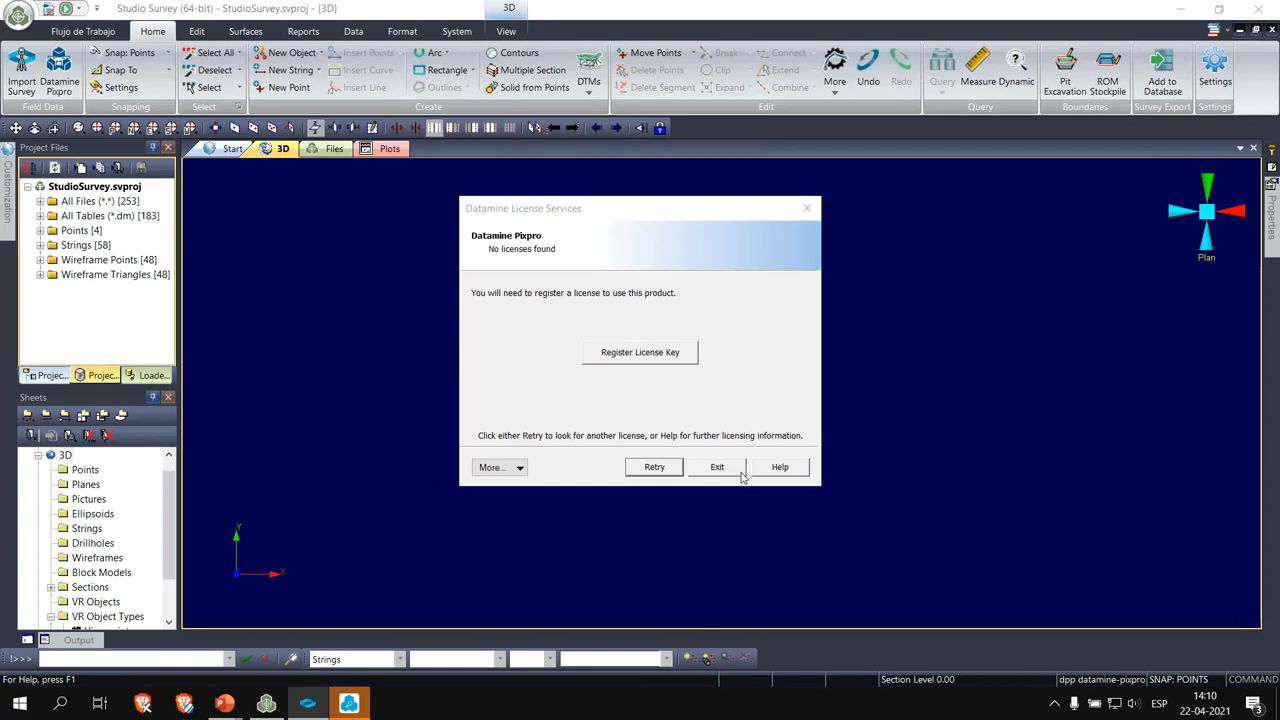 Studio Survey (64-bit) - StudioSurvey.svproj - [3D]
3D
Flujo de Trabajo
Home
Edit
Surfaces
Reports
Data
Format
System
View
Import Survey
Datamine Pixpro
Field Data
Snap: Points
Snap To
Settings
Snapping
Select All
Deselect
Select
Select
New Object
New String
New Point
Insert Points
Insert Curve
Insert Line
Arc
Rectangle
Outlines
Contours
Multiple Section
Solid from Points
DTMs
Create
Move Points
Delete Points
Delete Segment
Break
Clip
Expand
Connect
Extend
Combine
More
Undo
Redo
Edit
Query
Measure
Dynamic
Query
Pit Excavation
ROM Stockpile
Boundaries
Add to Database
Survey Export
Settings
Settings
Project Files
Start
3D
Files
Plots
Customization
StudioSurvey.svproj
All Files (*.*) [253]
All Tables (*.dm) [183]
Points [4]
Strings [58]
Wireframe Points [48]
Wireframe Triangles [48]
Projec...
Projec...
Loade...
Sheets
3D
Points
Planes
Pictures
Ellipsoids
Strings
Drillholes
Wireframes
Block Models
Sections
VR Objects
VR Object Types
Datamine License Services
Datamine Pixpro
No licenses found
You will need to register a license to use this product.
Register License Key
Click either Retry to look for another license, or Help for further licensing information.
More...
Retry
Exit
Help
Y
X
Plan
Properties
Output
!>>>
Strings
For Help, press F1
Section Level 0.00
dpp datamine-pixpro
SNAP: POINTS
COMMAND
ESP
14:10
22-04-2021
3